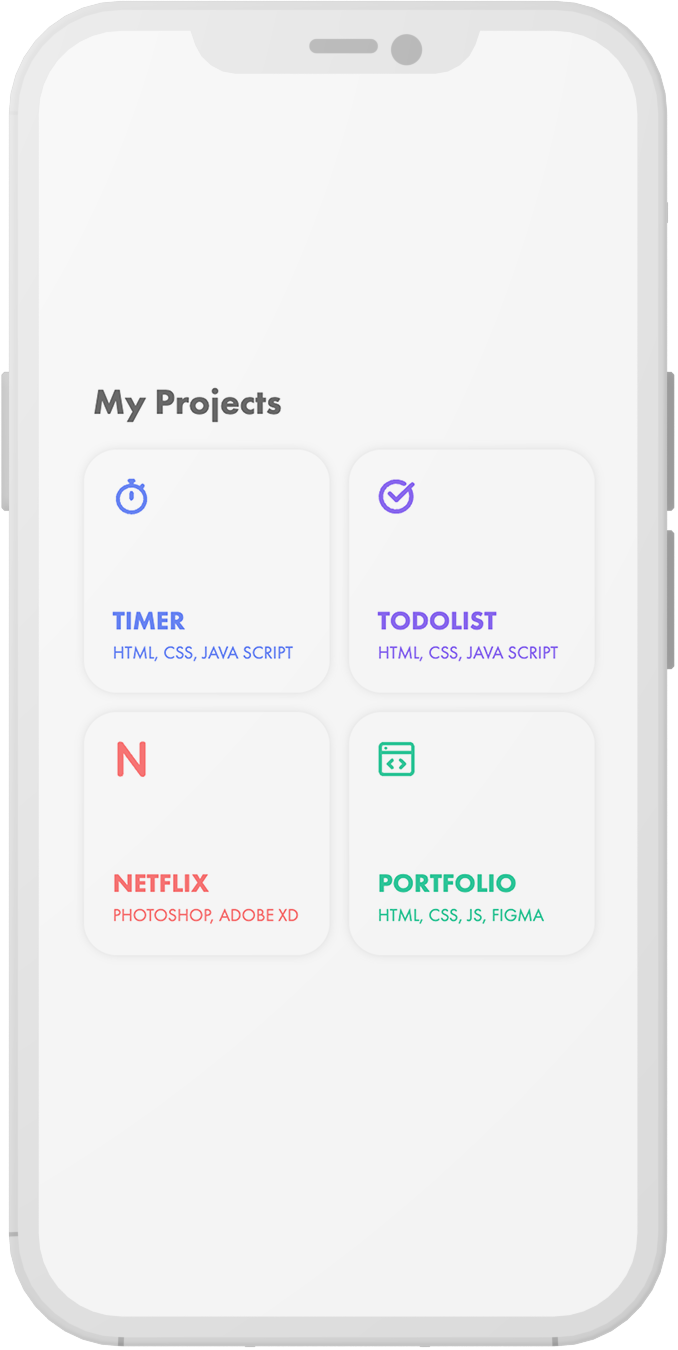 My Projects
TIMER
HTML, CSS, JAVA SCRIPT
TODOLIST
HTML, CSS, JAVA SCRIPT
N
NETFLIX
PHOTOSHOP, ADOBE XD
PORTFOLIO
HTML, CSS, JS, FIGMA